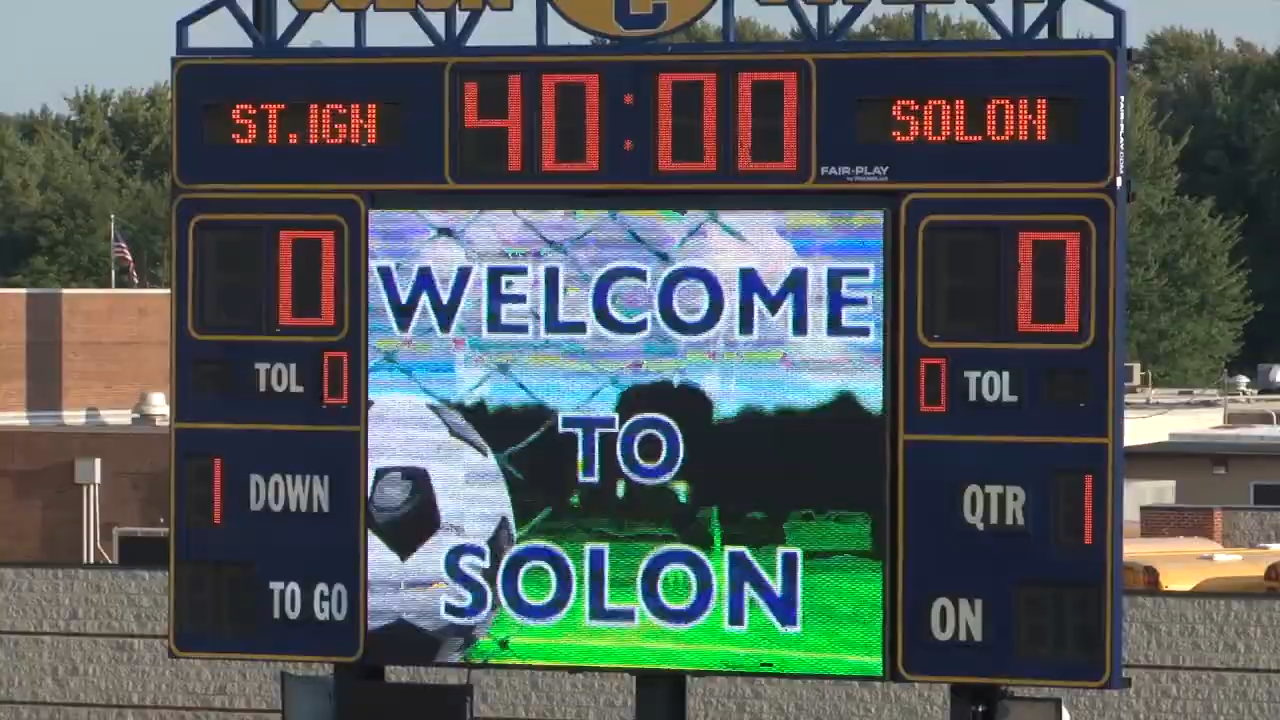 ST.IGN 40:00 SOLON
FAIR-PLAY
0 0
WELCOME
TO
SOLON
TOL 0
0 TOL
1 DOWN
QTR 1
TO GO
ON